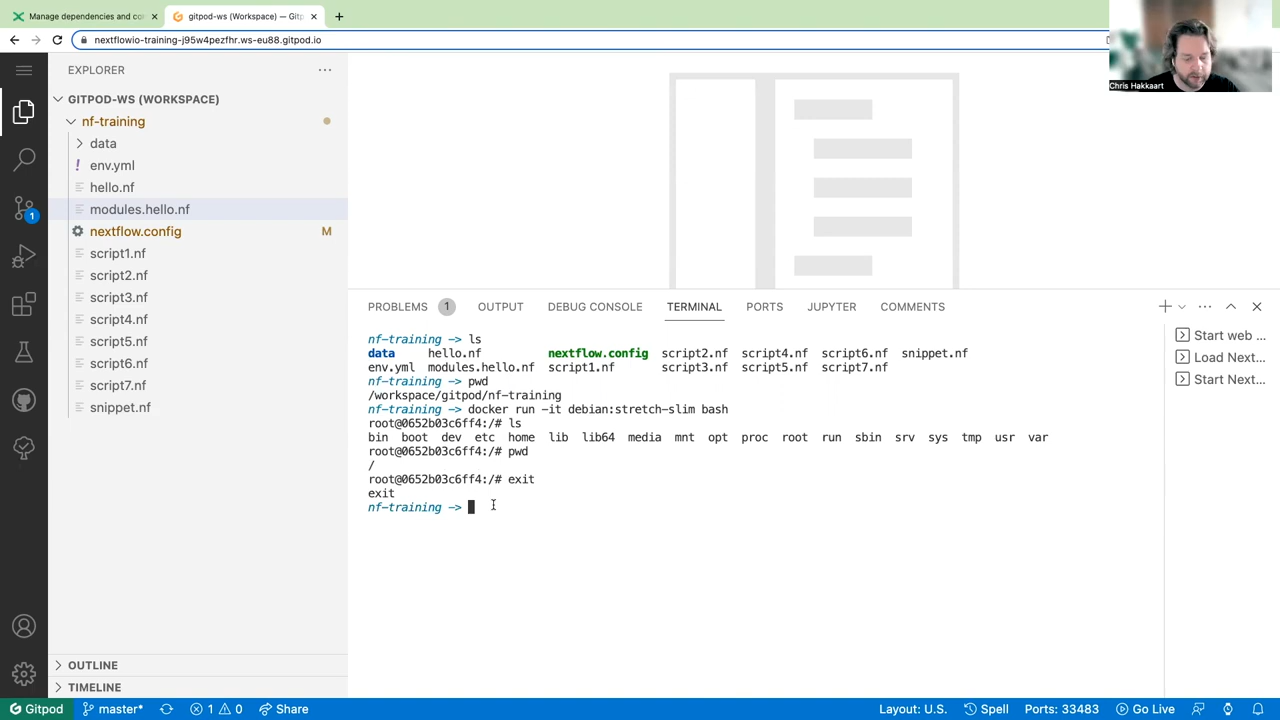 Manage dependencies and co
gitpod-ws (Workspace) — Gitp
nextflowio-training-j95w4pezfhr.ws-eu88.gitpod.io
Chris Hakkaart
EXPLORER
GITPOD-WS (WORKSPACE)
nf-training
data
! env.yml
hello.nf
modules.hello.nf
nextflow.config M
script1.nf
script2.nf
script3.nf
script4.nf
script5.nf
script6.nf
script7.nf
snippet.nf
OUTLINE
TIMELINE
1
PROBLEMS 1 OUTPUT DEBUG CONSOLE TERMINAL PORTS JUPYTER COMMENTS
nf-training -> ls
data hello.nf nextflow.config script2.nf script4.nf script6.nf snippet.nf
env.yml modules.hello.nf script1.nf script3.nf script5.nf script7.nf
nf-training -> pwd
/workspace/gitpod/nf-training
nf-training -> docker run -it debian:stretch-slim bash
root@0652b03c6ff4:/# ls
bin boot dev etc home lib lib64 media mnt opt proc root run sbin srv sys tmp usr var
root@0652b03c6ff4:/# pwd
/
root@0652b03c6ff4:/# exit
exit
nf-training ->
Start web ...
Load Next...
Start Next...
Gitpod master* 1 0 Share Layout: U.S. Spell Ports: 33483 Go Live